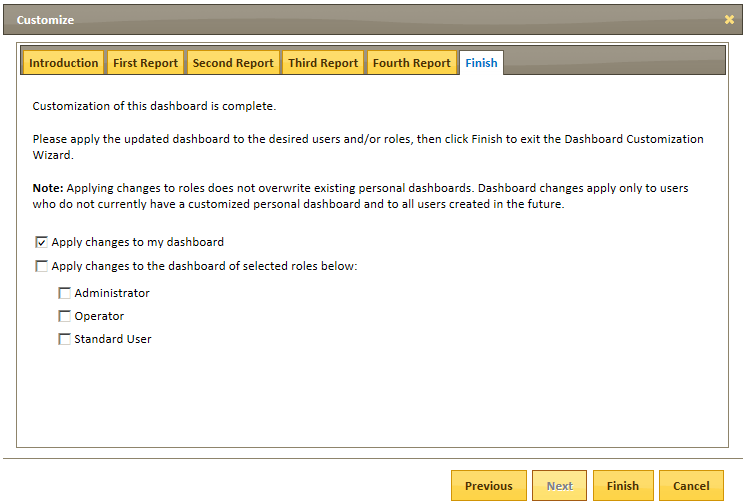 Customize
Introduction First Report Second Report Third Report Fourth Report Finish
Customization of this dashboard is complete.
Please apply the updated dashboard to the desired users and/or roles, then click Finish to exit the Dashboard Customization
Wizard.
Note: Applying changes to roles does not overwrite existing personal dashboards. Dashboard changes apply only to users
who do not currently have a customized personal dashboard and to all users created in the future.
Apply changes to my dashboard
Apply changes to the dashboard of selected roles below:
Administrator
Operator
Standard User
Previous Next Finish Cancel